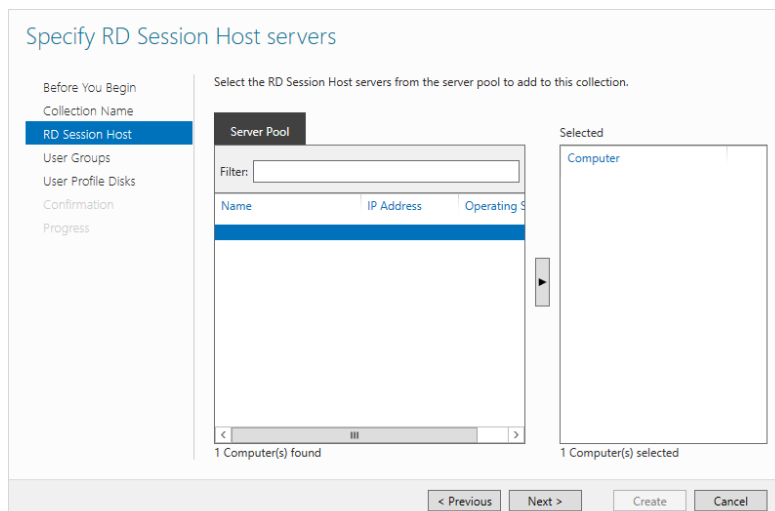 Specify RD Session Host servers
Before You Begin
Collection Name
RD Session Host
User Groups
User Profile Disks
Confirmation
Progress
Select the RD Session Host servers from the server pool to add to this collection.
Server Pool
Filter:
Name IP Address Operating S
1 Computer(s) found
Selected
Computer
1 Computer(s) selected
< Previous Next > Create Cancel